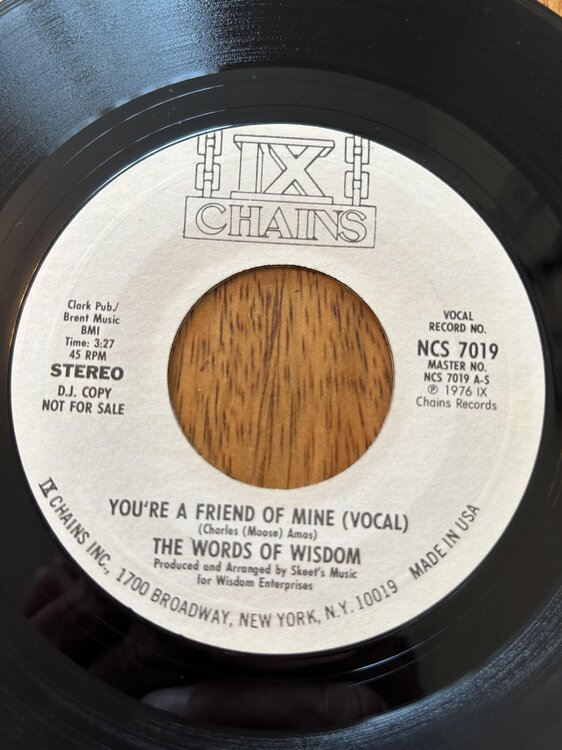 IX
CHAINS
Clark Pub./
Brent Music
BMI
Time: 3:27
45 RPM
STEREO
D.J. COPY
NOT FOR SALE
VOCAL
RECORD NO.
NCS 7019
MASTER NO.
NCS 7019 A-S
℗ 1976 IX
Chains Records
YOU'RE A FRIEND OF MINE (VOCAL)
(Charles (Moose) Amos)
THE WORDS OF WISDOM
Produced and Arranged by Skeet's Music
for Wisdom Enterprises
IX CHAINS INC., 1700 BROADWAY, NEW YORK, N.Y. 10019 MADE IN USA